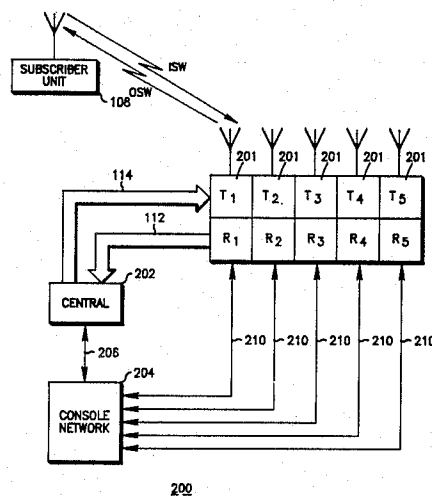 SUBSCRIBER
UNIT
108
ISW
OSW
201 201 201 201 201
T1 T2. T3 T4 T5
R1 R2 R3 R4 R5
114
112
202
CENTRAL
206
210 210 210 210 210
204
CONSOLE
NETWORK
200